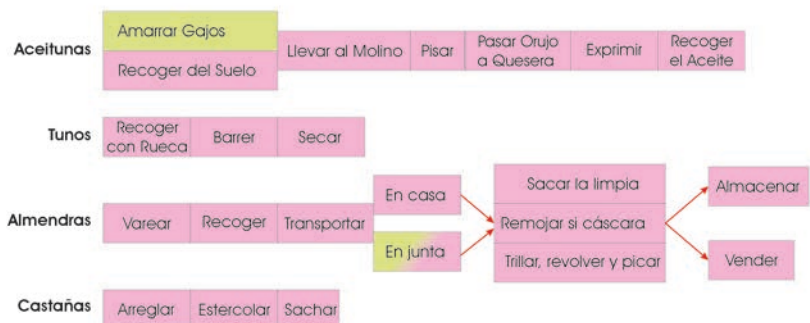 Aceitunas
Amarrar Gajos
Recoger del Suelo
Llevar al Molino
Pisar
Pasar Orujo
a Quesera
Exprimir
Recoger
el Aceite
Tunos
Recoger
con Rueca
Barrer
Secar
Almendras
Varear
Recoger
Transportar
En casa
En junta
Sacar la limpia
Remojar si cáscara
Trillar, revolver y picar
Almacenar
Vender
Castañas
Arreglar
Estercolar
Sachar